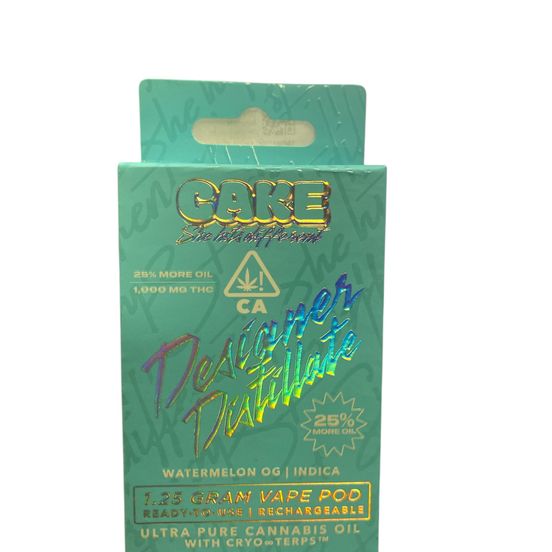 CAKE
She hits different
25% MORE OIL
1,000 MG THC
!
CA
Designer
Distillate
25%
MORE OIL
WATERMELON OG | INDICA
1.25 GRAM VAPE POD
READY-TO-USE | RECHARGEABLE
ULTRA PURE CANNABIS OIL
WITH CRYO∞TERPS™